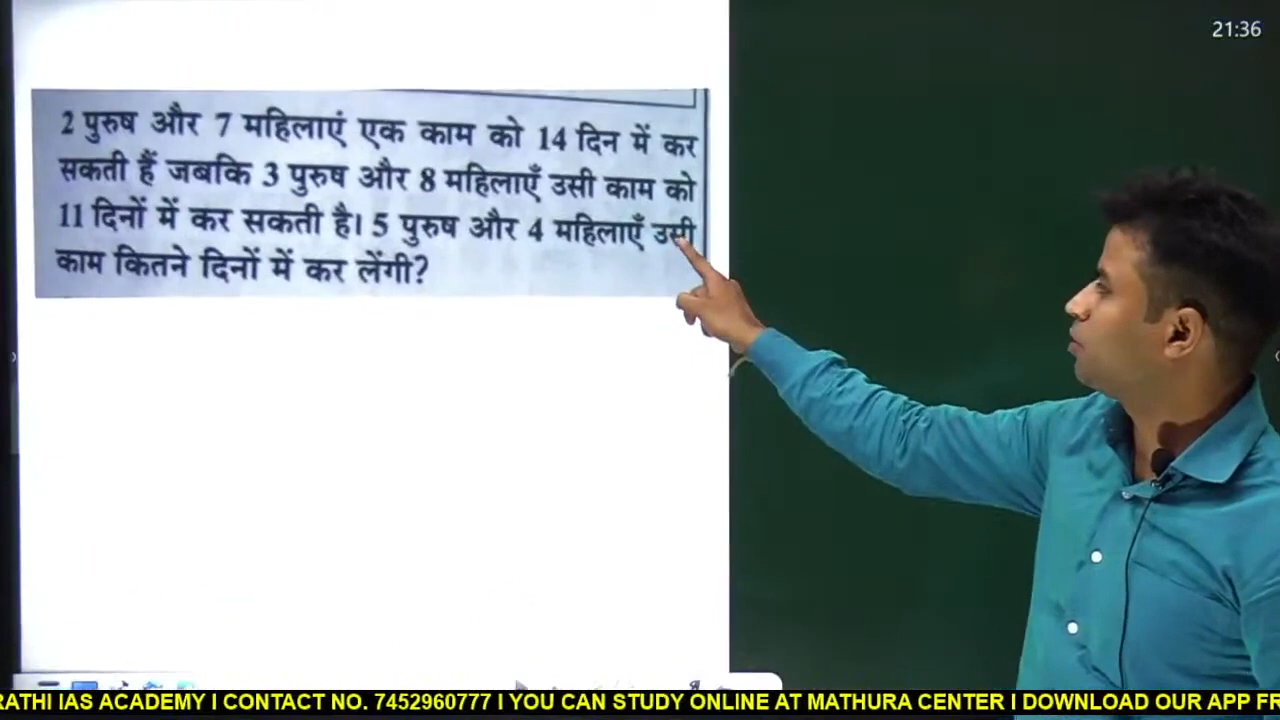 21:36
2 पुरुष और 7 महिलाएं एक काम को 14 दिन में कर
सकती हैं जबकि 3 पुरुष और 8 महिलाएँ उसी काम को
11 दिनों में कर सकती है। 5 पुरुष और 4 महिलाएँ उसी
काम कितने दिनों में कर लेंगी?
RATHI IAS ACADEMY I CONTACT NO. 7452960777 I YOU CAN STUDY ONLINE AT MATHURA CENTER I DOWNLOAD OUR APP FR